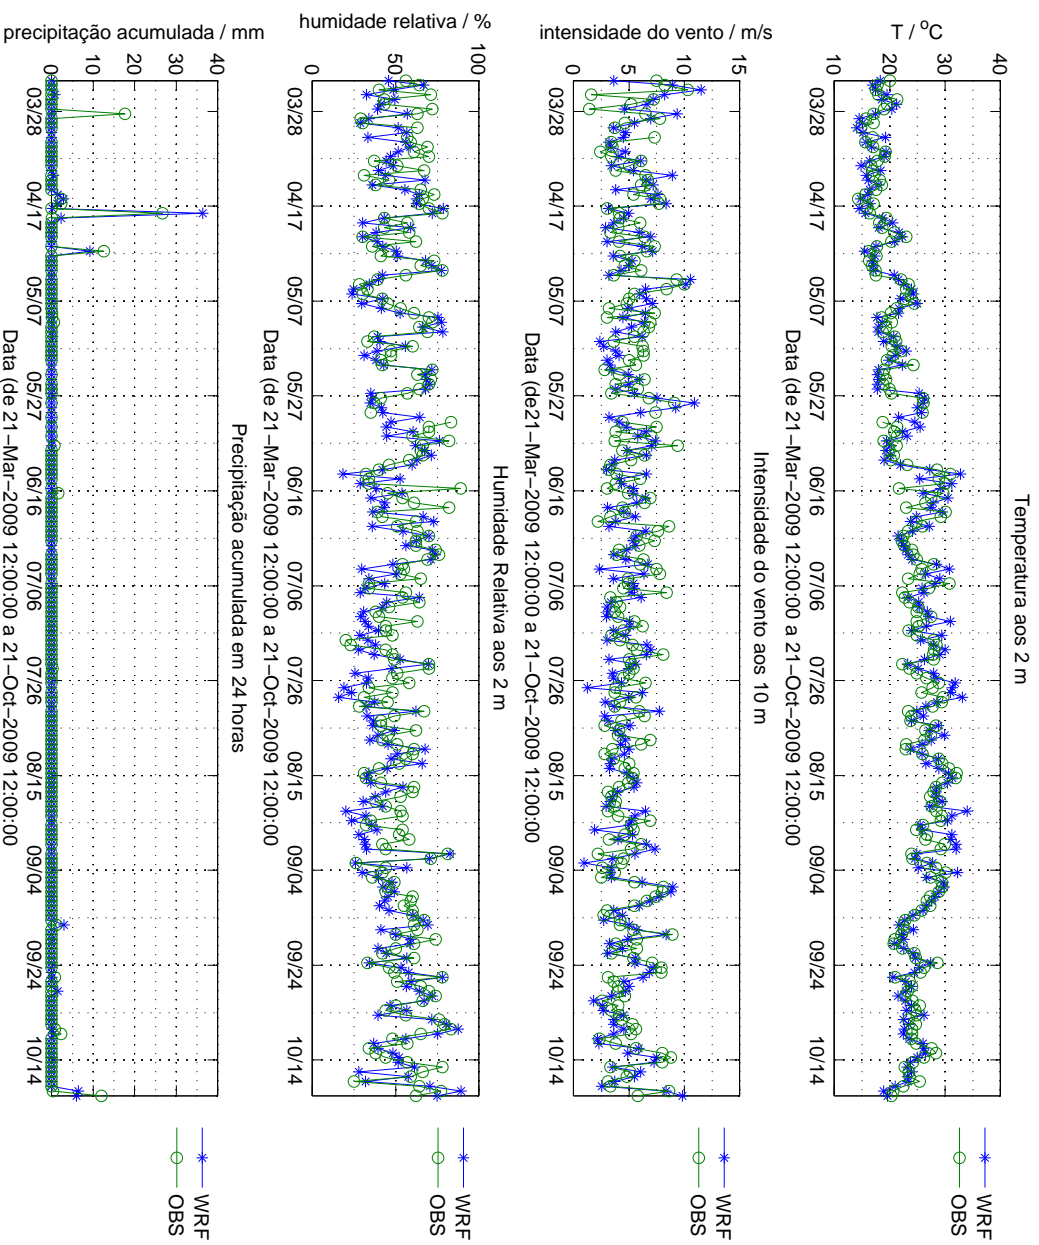 Temperatura aos 2 m
T / °C
40
30
20
10
03/28 04/17 05/07 05/27 06/16 07/06 07/26 08/15 09/04 09/24 10/14
Data (de 21–Mar–2009 12:00:00 a 21–Oct–2009 12:00:00
WRF
OBS
Intensidade do vento aos 10 m
intensidade do vento / m/s
15
10
5
0
03/28 04/17 05/07 05/27 06/16 07/06 07/26 08/15 09/04 09/24 10/14
Data (de21–Mar–2009 12:00:00 a 21–Oct–2009 12:00:00
WRF
OBS
Humidade Relativa aos 2 m
humidade relativa / %
100
50
0
03/28 04/17 05/07 05/27 06/16 07/06 07/26 08/15 09/04 09/24 10/14
Data (de 21–Mar–2009 12:00:00 a 21–Oct–2009 12:00:00
WRF
OBS
Precipitação acumulada em 24 horas
precipitação acumulada / mm
40
30
20
10
0
03/28 04/17 05/07 05/27 06/16 07/06 07/26 08/15 09/04 09/24 10/14
Data (de 21–Mar–2009 12:00:00 a 21–Oct–2009 12:00:00
WRF
OBS